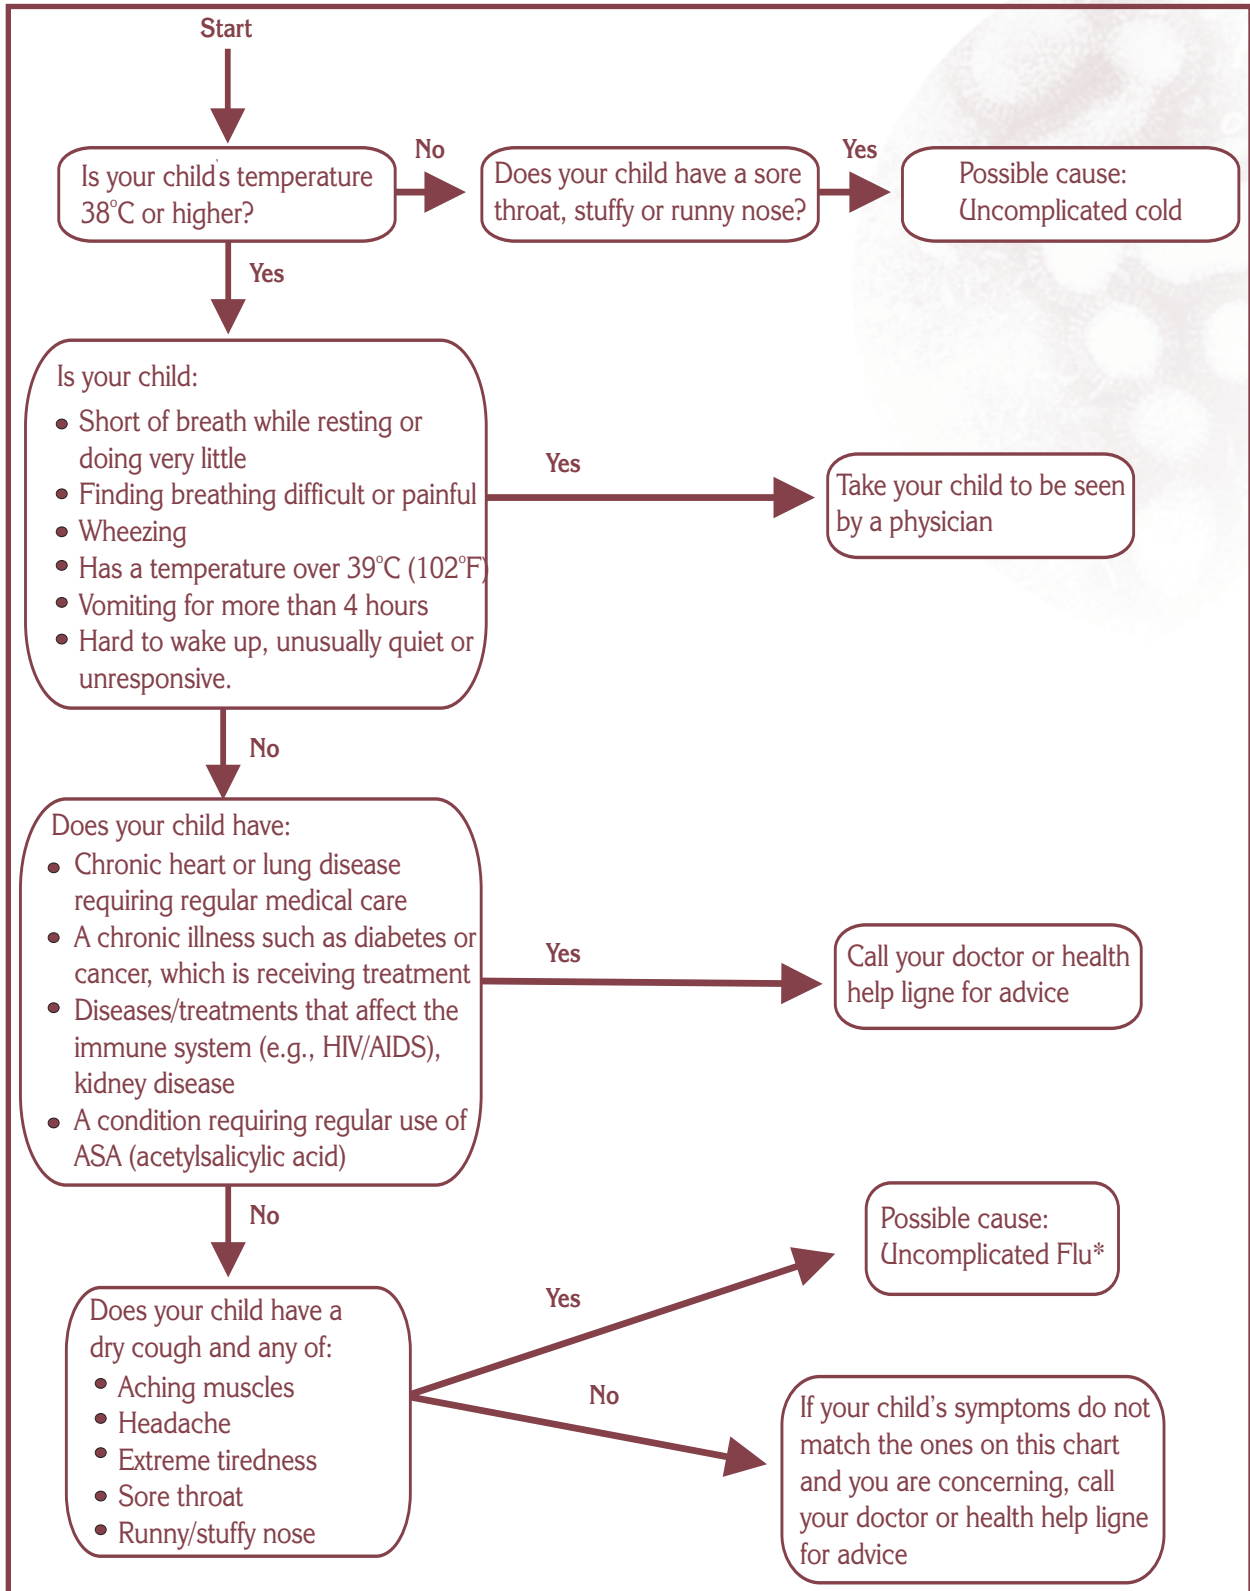 Start
Is your child's temperature
38°C or higher?
No
Does your child have a sore
throat, stuffy or runny nose?
Yes
Possible cause:
Uncomplicated cold
Yes
Is your child:
• Short of breath while resting or
doing very little
• Finding breathing difficult or painful
• Wheezing
• Has a temperature over 39°C (102°F)
• Vomiting for more than 4 hours
• Hard to wake up, unusually quiet or
unresponsive.
Yes
Take your child to be seen
by a physician
No
Does your child have:
• Chronic heart or lung disease
requiring regular medical care
• A chronic illness such as diabetes or
cancer, which is receiving treatment
• Diseases/treatments that affect the
immune system (e.g., HIV/AIDS),
kidney disease
• A condition requiring regular use of
ASA (acetylsalicylic acid)
Yes
Call your doctor or health
help ligne for advice
No
Does your child have a
dry cough and any of:
• Aching muscles
• Headache
• Extreme tiredness
• Sore throat
• Runny/stuffy nose
Yes
Possible cause:
Uncomplicated Flu*
No
If your child's symptoms do not
match the ones on this chart
and you are concerning, call
your doctor or health help ligne
for advice